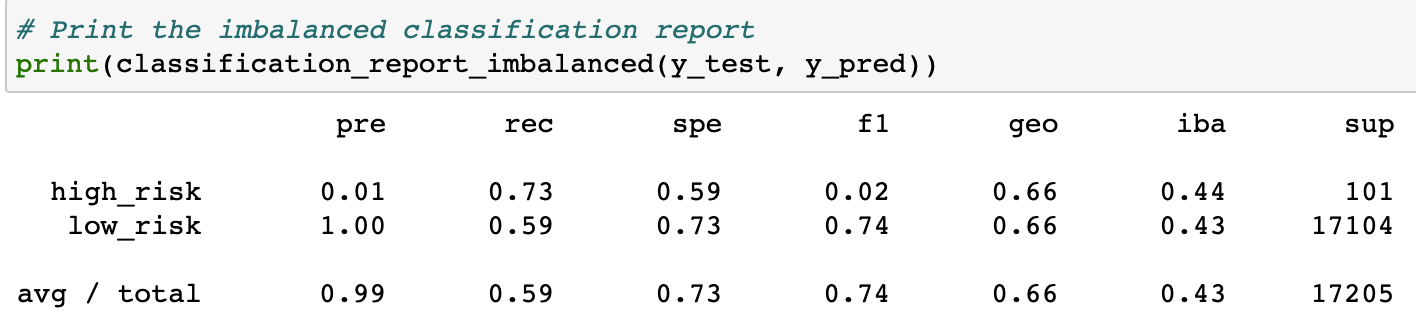 # Print the imbalanced classification report
print(classification_report_imbalanced(y_test, y_pred))
pre rec spe f1 geo iba sup
high_risk 0.01 0.73 0.59 0.02 0.66 0.44 101
low_risk 1.00 0.59 0.73 0.74 0.66 0.43 17104
avg / total 0.99 0.59 0.73 0.74 0.66 0.43 17205